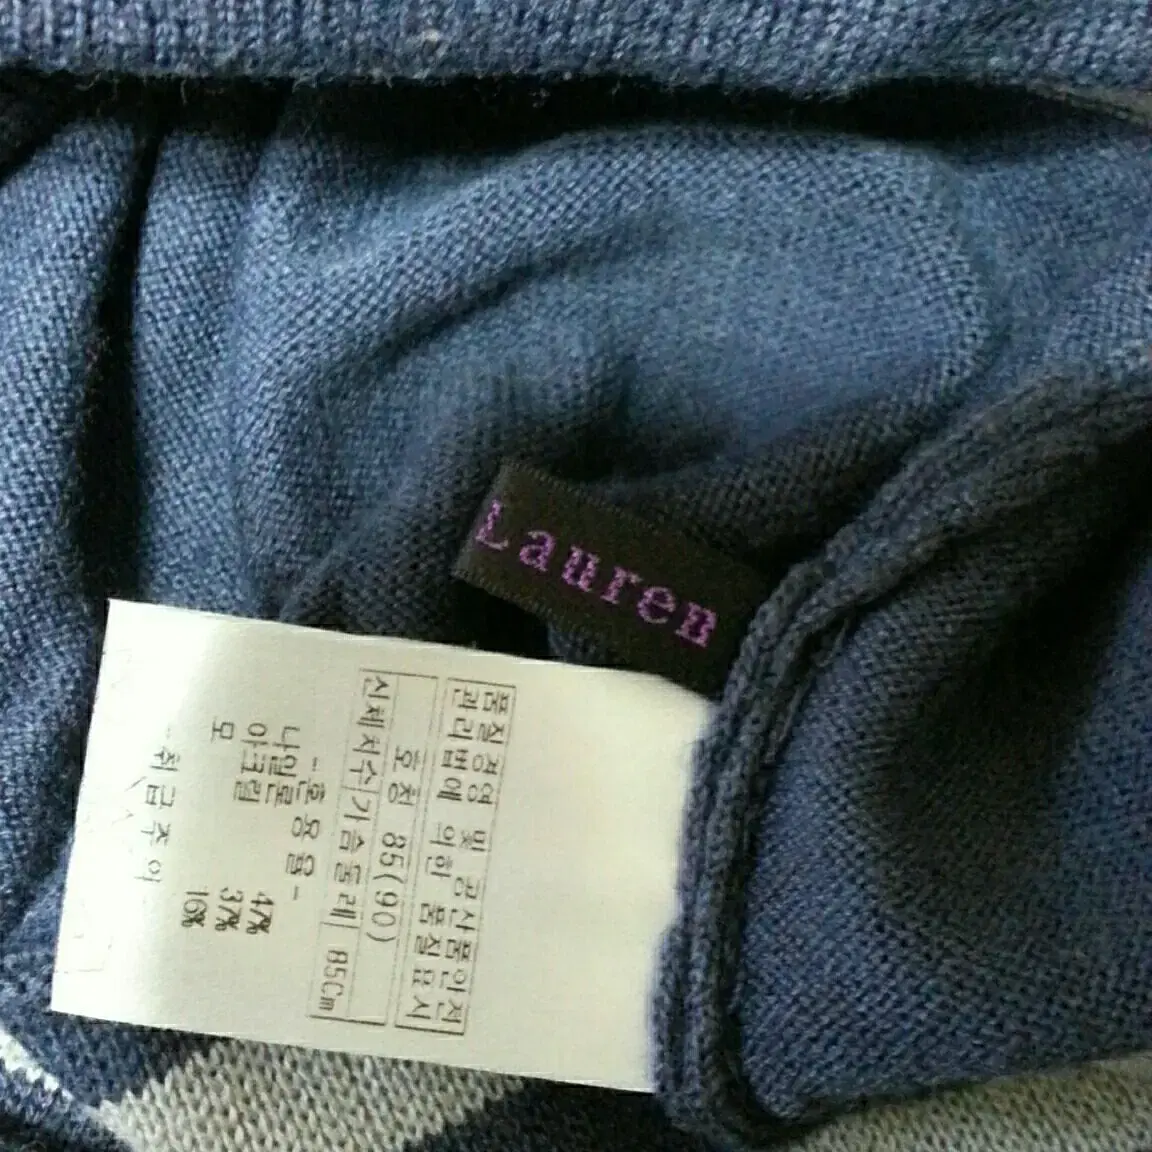 Lauren
품질경영 및 공산품안전
관리법에 의한 품질표시
호칭 85(90)
신체치수 가슴둘레 85Cm
-혼용율-
나일론 47%
아크릴 37%
모 16%
-취급주의